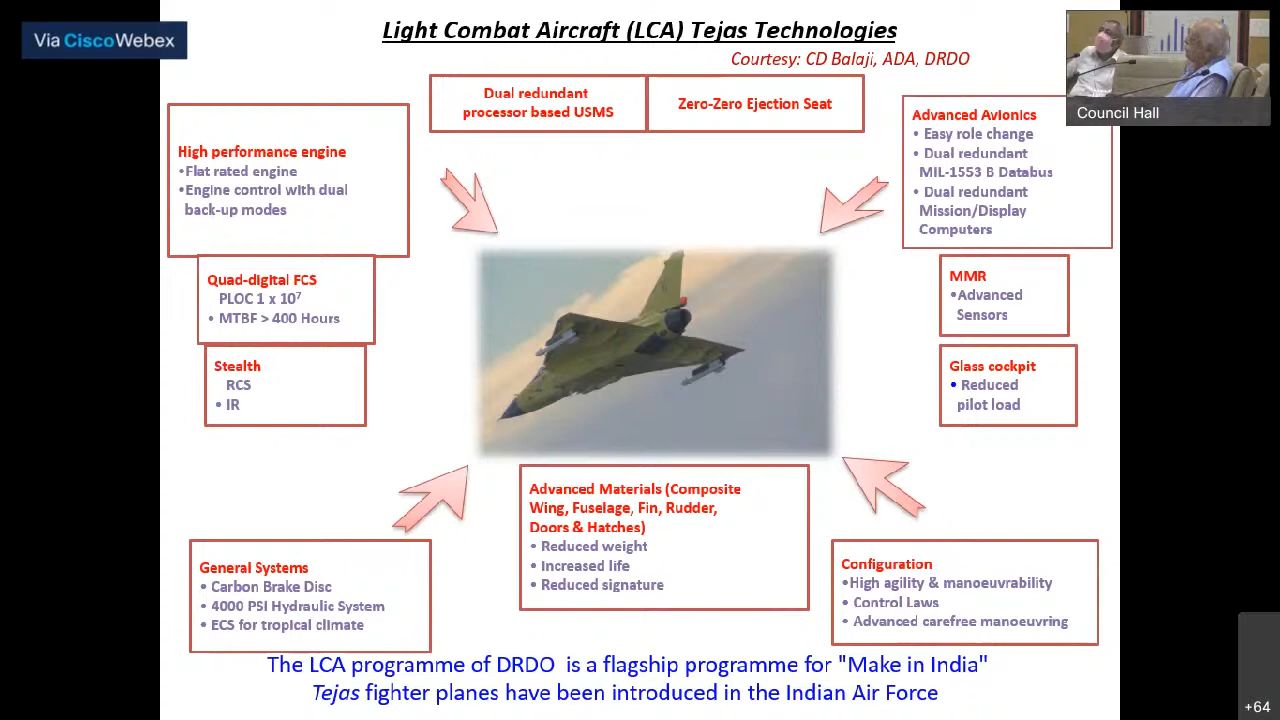 Via CiscoWebex
Light Combat Aircraft (LCA) Tejas Technologies
Courtesy: CD Balaji, ADA, DRDO
Council Hall
Dual redundant
processor based USMS
Zero-Zero Ejection Seat
High performance engine
•Flat rated engine
•Engine control with dual
back-up modes
Advanced Avionics
• Easy role change
• Dual redundant
MIL-1553 B Databus
• Dual redundant
Mission/Display
Computers
Quad-digital FCS
PLOC 1 x 10⁷
• MTBF > 400 Hours
MMR
•Advanced
Sensors
Stealth
RCS
• IR
Glass cockpit
• Reduced
pilot load
Advanced Materials (Composite
Wing, Fuselage, Fin, Rudder,
Doors & Hatches)
• Reduced weight
• Increased life
• Reduced signature
General Systems
• Carbon Brake Disc
• 4000 PSI Hydraulic System
• ECS for tropical climate
Configuration
•High agility & manoeuvrability
• Control Laws
• Advanced carefree manoeuvring
The LCA programme of DRDO is a flagship programme for "Make in India"
Tejas fighter planes have been introduced in the Indian Air Force
+64